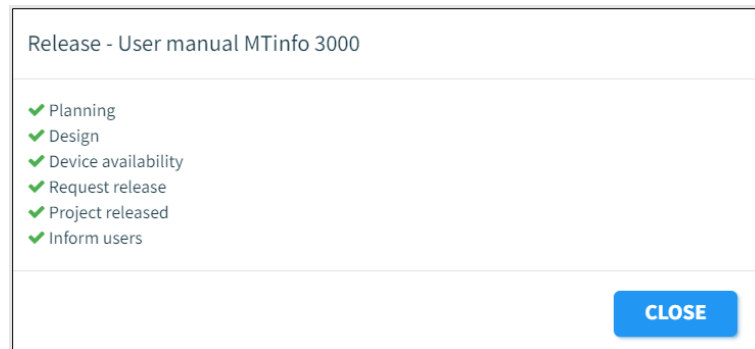 Release - User manual MTinfo 3000
Planning
Design
Device availability
Request release
Project released
Inform users
CLOSE